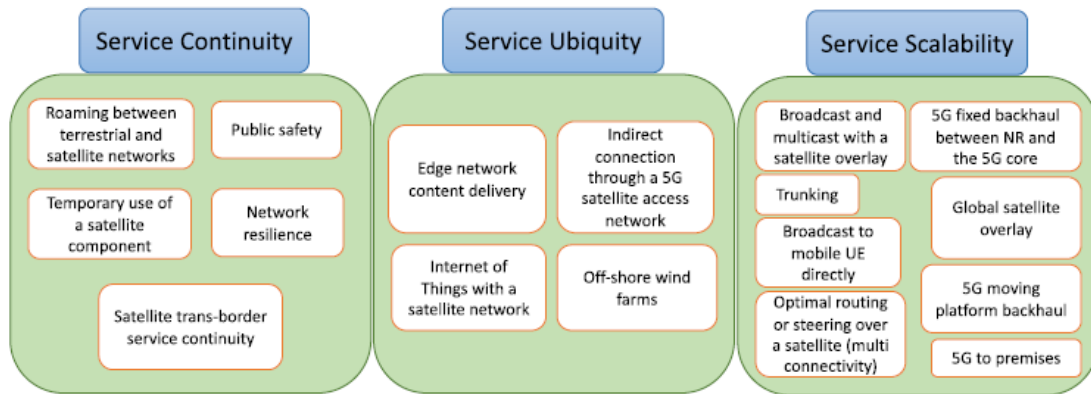 Service Continuity
Roaming between
terrestrial and
satellite networks
Public safety
Temporary use of
a satellite
component
Network
resilience
Satellite trans-border
service continuity
Service Ubiquity
Edge network
content delivery
Indirect
connection
through a 5G
satellite access
network
Internet of
Things with a
satellite network
Off-shore wind
farms
Service Scalability
Broadcast and
multicast with a
satellite overlay
5G fixed backhaul
between NR and
the 5G core
Trunking
Global satellite
overlay
Broadcast to
mobile UE
directly
5G moving
platform backhaul
Optimal routing
or steering over
a satellite (multi
connectivity)
5G to premises